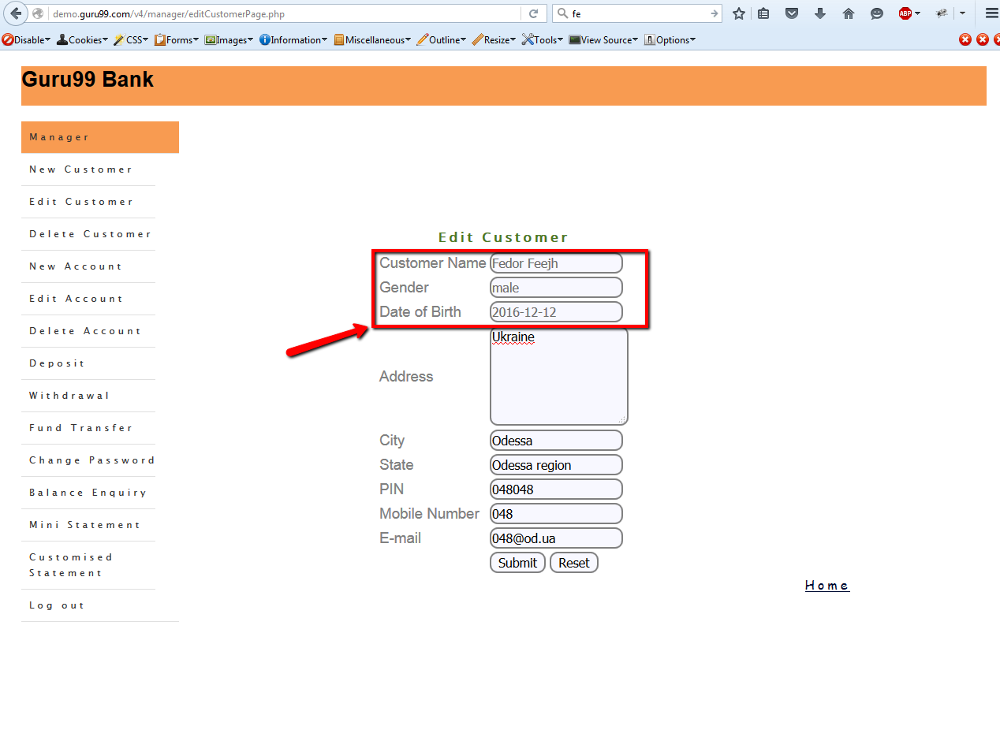 demo.guru99.com/v4/manager/editCustomerPage.php
fe
ABP
Disable Cookies CSS Forms Images Information Miscellaneous Outline Resize Tools View Source Options
Guru99 Bank
Manager
New Customer
Edit Customer
Delete Customer
New Account
Edit Account
Delete Account
Deposit
Withdrawal
Fund Transfer
Change Password
Balance Enquiry
Mini Statement
Customised
Statement
Log out
Edit Customer
Customer Name Fedor Feejh
Gender male
Date of Birth 2016-12-12
Address Ukraine
City Odessa
State Odessa region
PIN 048048
Mobile Number 048
E-mail 048@od.ua
Submit Reset
Home